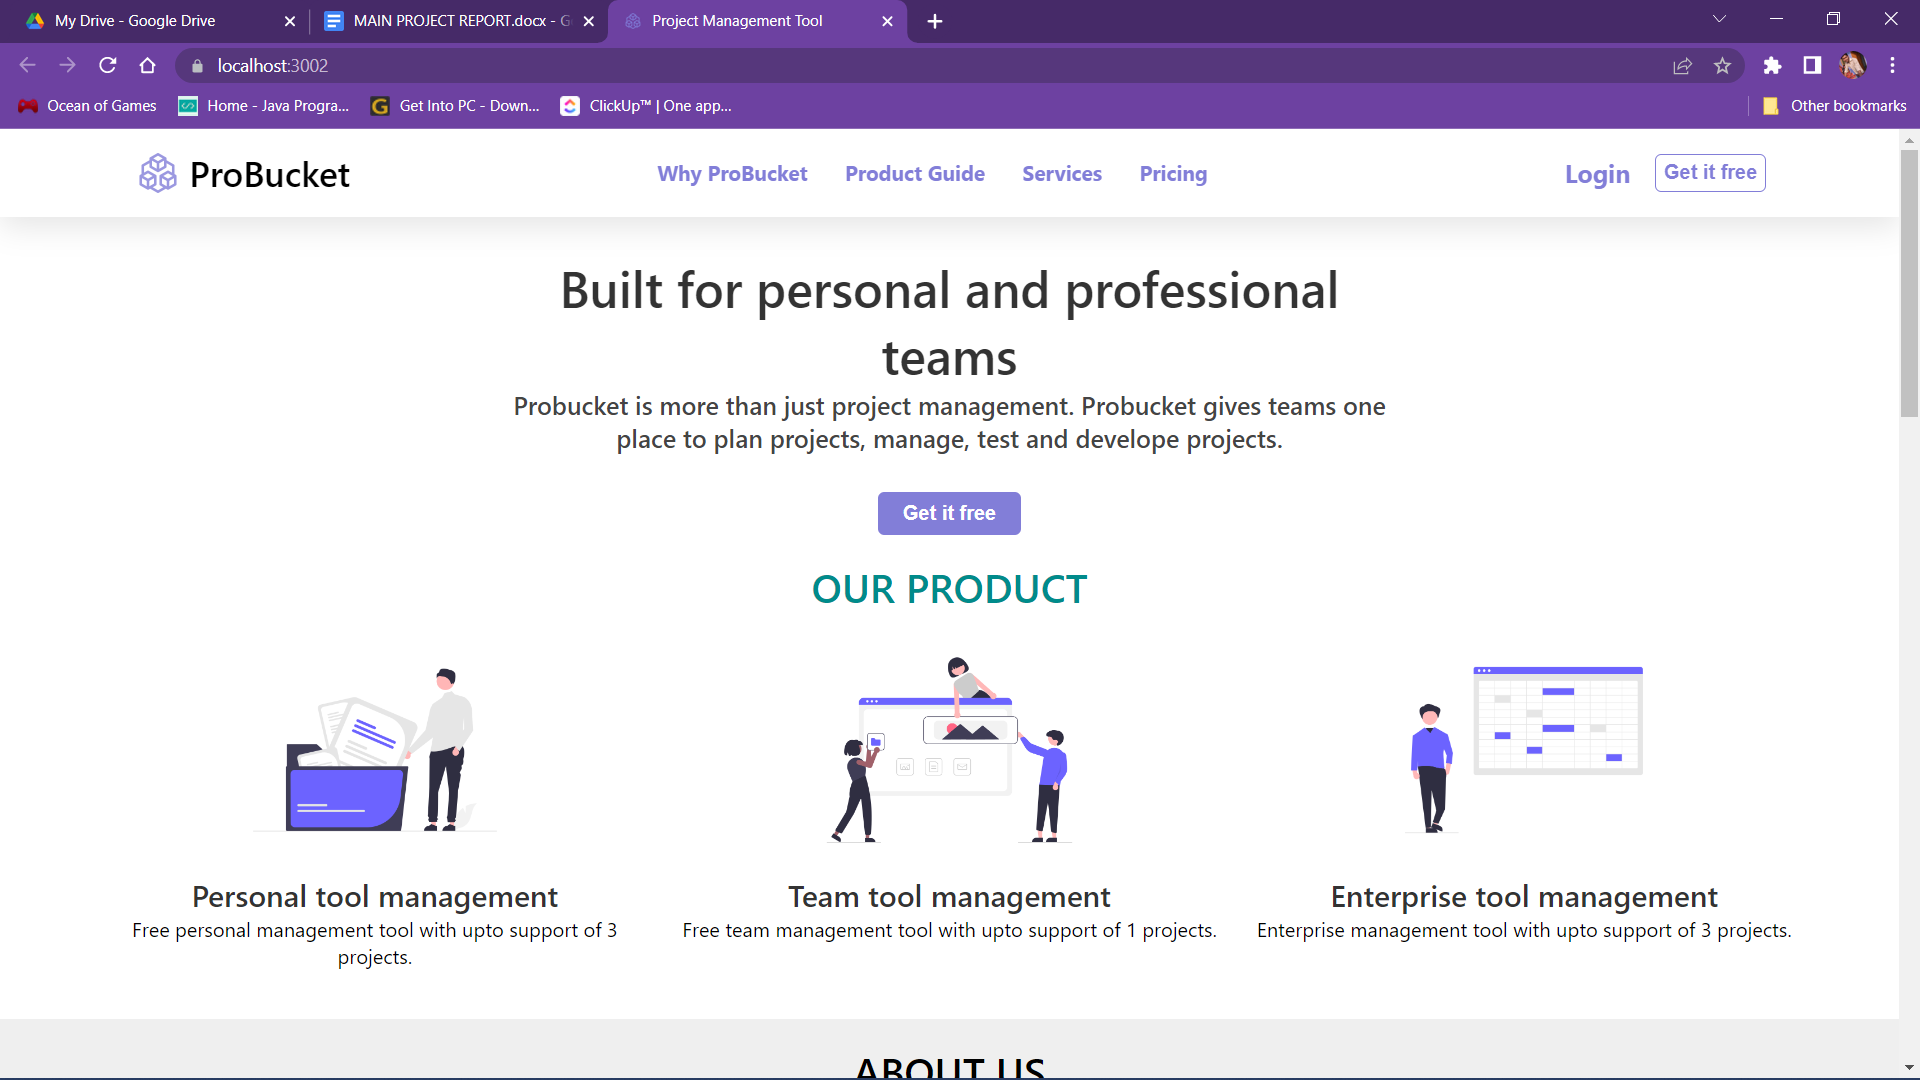 My Drive - Google Drive
MAIN PROJECT REPORT.docx - G
Project Management Tool
localhost:3002
Ocean of Games
Home - Java Progra...
Get Into PC - Down...
ClickUp™ | One app...
Other bookmarks
ProBucket
Why ProBucket
Product Guide
Services
Pricing
Login
Get it free
Built for personal and professional
teams
Probucket is more than just project management. Probucket gives teams one
place to plan projects, manage, test and develope projects.
Get it free
OUR PRODUCT
Personal tool management
Free personal management tool with upto support of 3
projects.
Team tool management
Free team management tool with upto support of 1 projects.
Enterprise tool management
Enterprise management tool with upto support of 3 projects.
ABOUT US